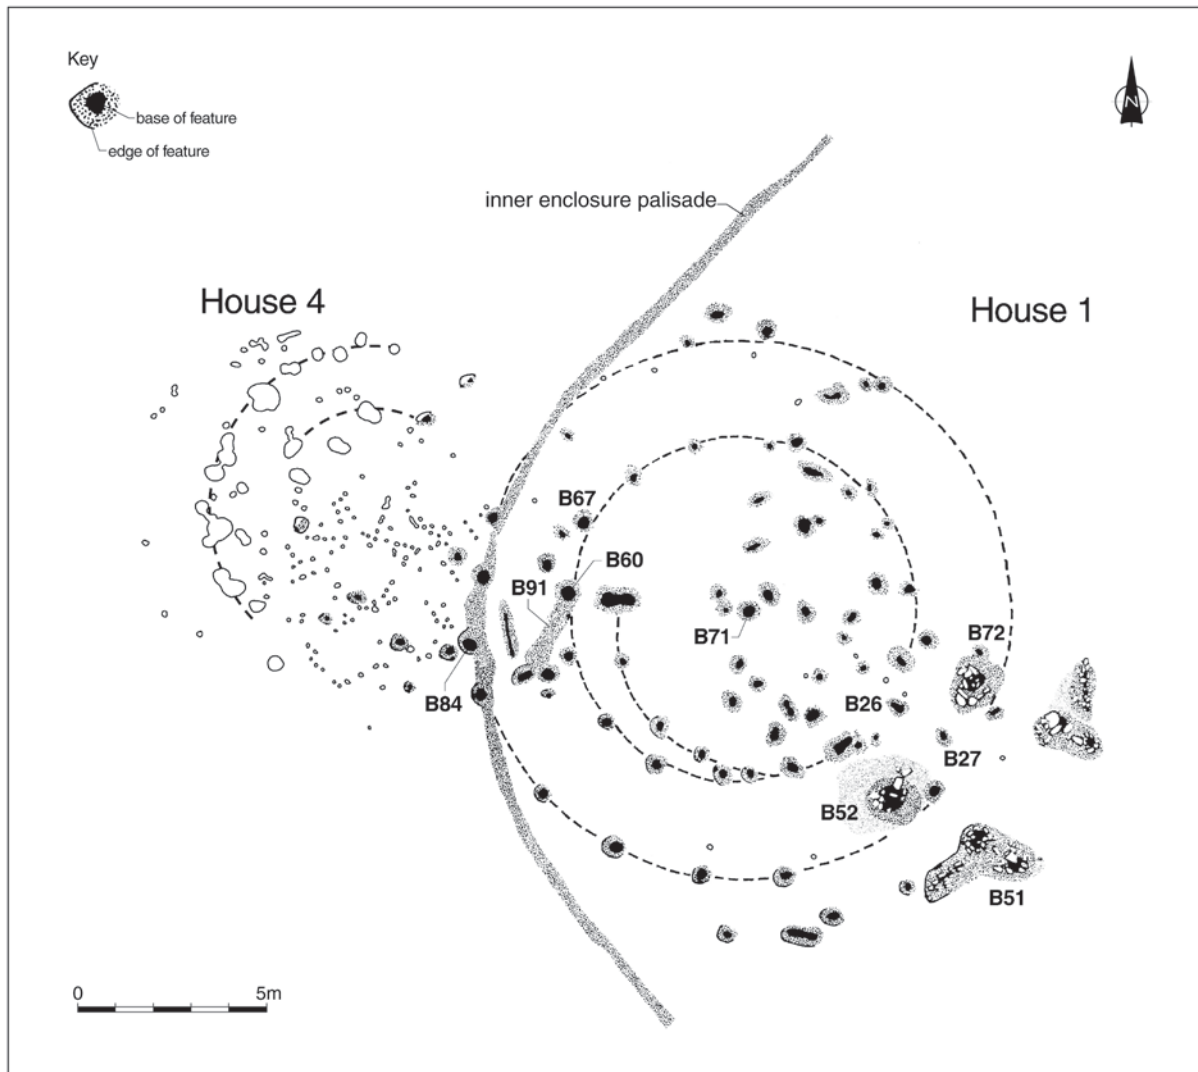 Key
base of feature
edge of feature
N
inner enclosure palisade
House 4
House 1
B67
B60
B91
B71
B72
B84
B26
B27
B52
B51
0 5m